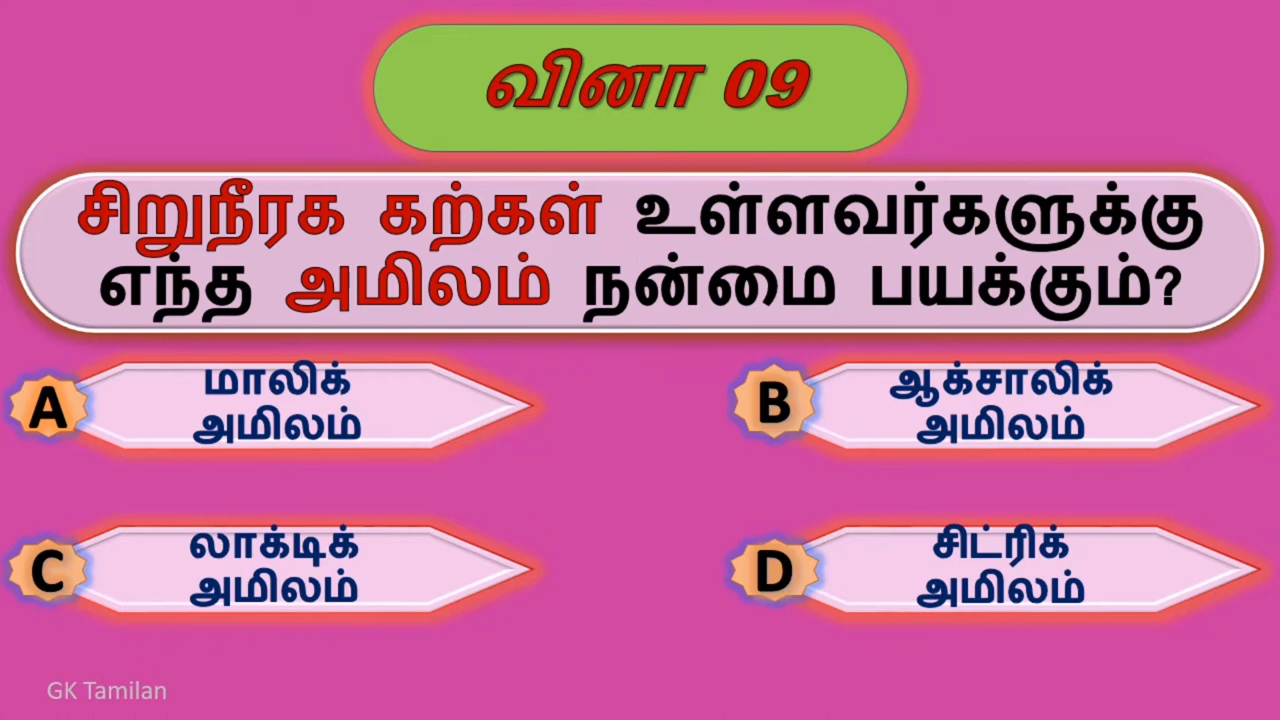 வினா 09
சிறுநீரக கற்கள் உள்ளவர்களுக்கு
எந்த அமிலம் நன்மை பயக்கும்?
A
மாலிக்
அமிலம்
B
ஆக்சாலிக்
அமிலம்
C
லாக்டிக்
அமிலம்
D
சிட்ரிக்
அமிலம்
GK Tamilan